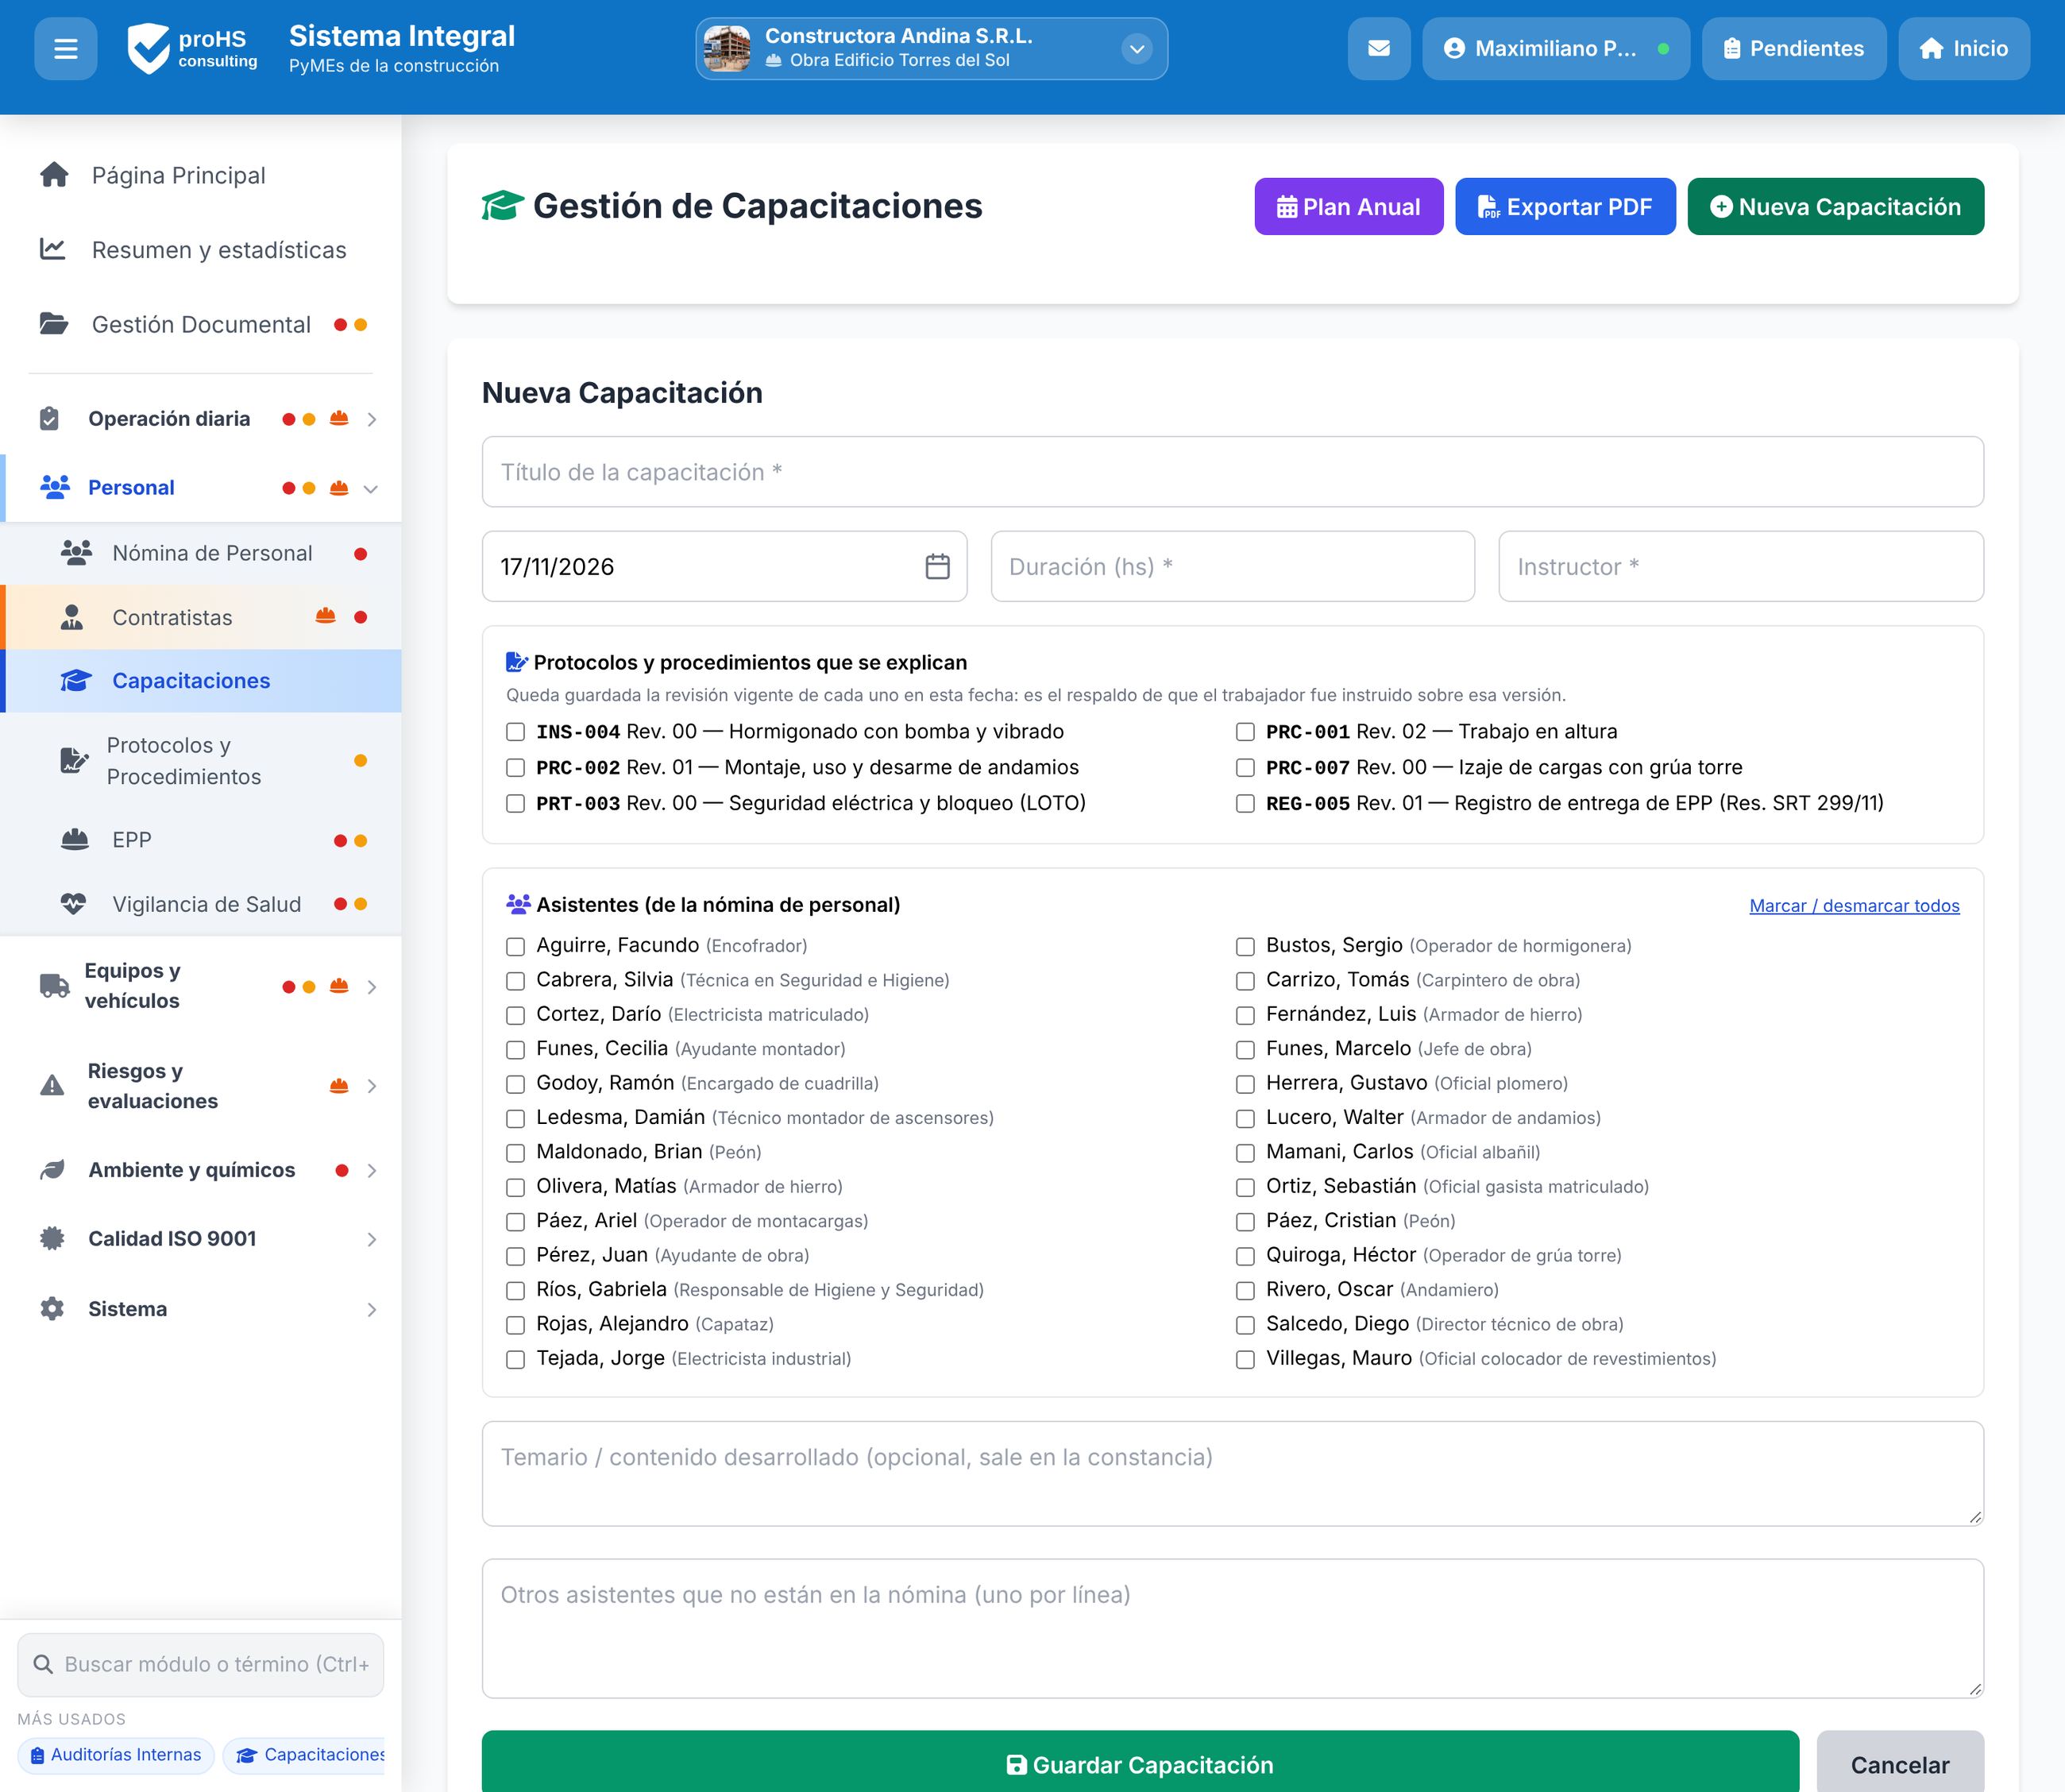 proHS
consulting
Sistema Integral
PyMEs de la construcción
Constructora Andina S.R.L.
Obra Edificio Torres del Sol
Maximiliano P...
Pendientes
Inicio
Página Principal
Resumen y estadísticas
Gestión Documental
Operación diaria
Personal
Nómina de Personal
Contratistas
Capacitaciones
Protocolos y
Procedimientos
EPP
Vigilancia de Salud
Equipos y
vehículos
Riesgos y
evaluaciones
Ambiente y químicos
Calidad ISO 9001
Sistema
Buscar módulo o término (Ctrl+
MÁS USADOS
Auditorías Internas
Capacitaciones
Gestión de Capacitaciones
Plan Anual
PDF Exportar PDF
Nueva Capacitación
Nueva Capacitación
Título de la capacitación *
17/11/2026
Duración (hs) *
Instructor *
Protocolos y procedimientos que se explican
Queda guardada la revisión vigente de cada uno en esta fecha: es el respaldo de que el trabajador fue instruido sobre esa versión.
INS-004 Rev. 00 — Hormigonado con bomba y vibrado
PRC-001 Rev. 02 — Trabajo en altura
PRC-002 Rev. 01 — Montaje, uso y desarme de andamios
PRC-007 Rev. 00 — Izaje de cargas con grúa torre
PRT-003 Rev. 00 — Seguridad eléctrica y bloqueo (LOTO)
REG-005 Rev. 01 — Registro de entrega de EPP (Res. SRT 299/11)
Asistentes (de la nómina de personal)
Marcar / desmarcar todos
Aguirre, Facundo (Encofrador)
Bustos, Sergio (Operador de hormigonera)
Cabrera, Silvia (Técnica en Seguridad e Higiene)
Carrizo, Tomás (Carpintero de obra)
Cortez, Darío (Electricista matriculado)
Fernández, Luis (Armador de hierro)
Funes, Cecilia (Ayudante montador)
Funes, Marcelo (Jefe de obra)
Godoy, Ramón (Encargado de cuadrilla)
Herrera, Gustavo (Oficial plomero)
Ledesma, Damián (Técnico montador de ascensores)
Lucero, Walter (Armador de andamios)
Maldonado, Brian (Peón)
Mamani, Carlos (Oficial albañil)
Olivera, Matías (Armador de hierro)
Ortiz, Sebastián (Oficial gasista matriculado)
Páez, Ariel (Operador de montacargas)
Páez, Cristian (Peón)
Pérez, Juan (Ayudante de obra)
Quiroga, Héctor (Operador de grúa torre)
Ríos, Gabriela (Responsable de Higiene y Seguridad)
Rivero, Oscar (Andamiero)
Rojas, Alejandro (Capataz)
Salcedo, Diego (Director técnico de obra)
Tejada, Jorge (Electricista industrial)
Villegas, Mauro (Oficial colocador de revestimientos)
Temario / contenido desarrollado (opcional, sale en la constancia)
Otros asistentes que no están en la nómina (uno por línea)
Guardar Capacitación
Cancelar